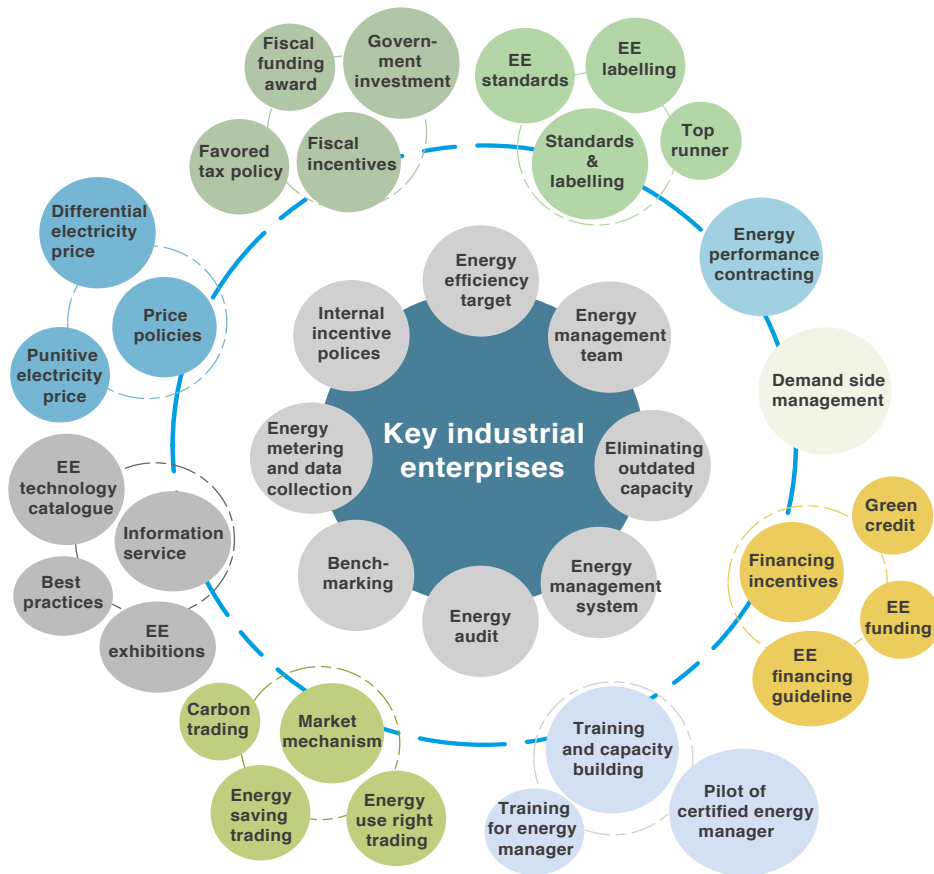 Fiscal
funding
award
Govern-
ment
investment
Favored
tax policy
Fiscal
incentives
EE
standards
EE
labelling
Standards
&
labelling
Top
runner
Differential
electricity
price
Price
policies
Punitive
electricity
price
Energy
performance
contracting
Demand side
management
Energy
efficiency
target
Internal
incentive
polices
Energy
management
team
Energy
metering
and data
collection
Key industrial
enterprises
Eliminating
outdated
capacity
Bench-
marking
Energy
audit
Energy
management
system
EE
technology
catalogue
Information
service
Best
practices
EE
exhibitions
Green
credit
Financing
incentives
EE
funding
EE
financing
guideline
Carbon
trading
Market
mechanism
Energy
saving
trading
Energy
use right
trading
Training
and capacity
building
Training
for energy
manager
Pilot of
certified energy
manager